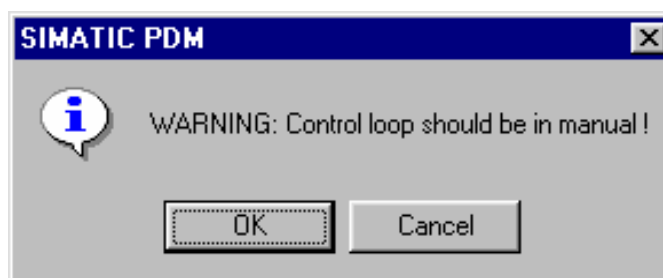 SIMATIC PDM
WARNING: Control loop should be in manual !
OK
Cancel